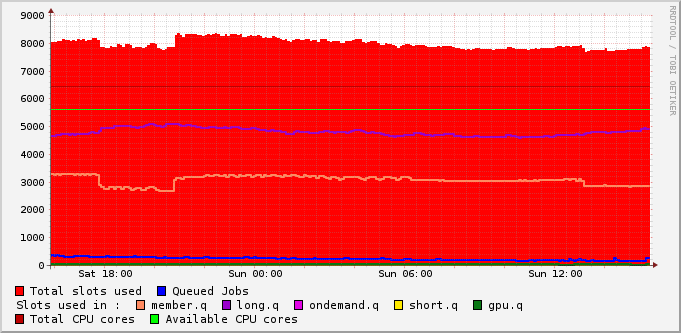 9000
8000
7000
6000
5000
4000
3000
2000
1000
0
Sat 18:00 Sun 00:00 Sun 06:00 Sun 12:00
RRDTOOL / TOBI OETIKER
Total slots used Queued Jobs
Slots used in : member.q long.q ondemand.q short.q gpu.q
Total CPU cores Available CPU cores